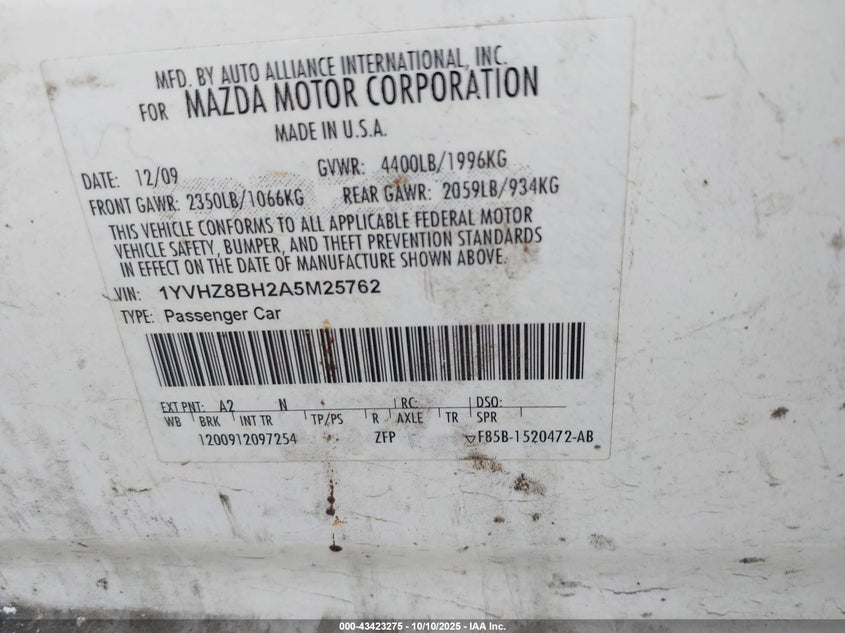 MFD. BY AUTO ALLIANCE INTERNATIONAL, INC.
FOR MAZDA MOTOR CORPORATION
MADE IN U.S.A.
DATE: 12/09 GVWR: 4400LB/1996KG
FRONT GAWR: 2350LB/1066KG REAR GAWR: 2059LB/934KG
THIS VEHICLE CONFORMS TO ALL APPLICABLE FEDERAL MOTOR
VEHICLE SAFETY, BUMPER, AND THEFT PREVENTION STANDARDS
IN EFFECT ON THE DATE OF MANUFACTURE SHOWN ABOVE.
VIN: 1YVHZ8BH2A5M25762
TYPE: Passenger Car
EXT PNT: A2 N RC: DSO:
WB BRK INT TR TP/PS R AXLE TR SPR
1200912097254 ZFP F85B-1520472-AB
000-43423275 - 10/10/2025 - IAA Inc.